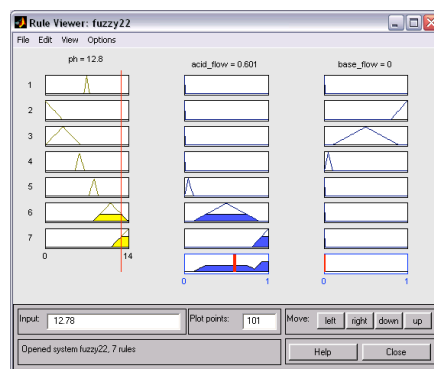 Rule Viewer: fuzzy22
File Edit View Options
ph = 12.8 acid_flow = 0.601 base_flow = 0
1
2
3
4
5
6
7
0 14
0 1 0 1
Input: 12.78 Plot points: 101 Move: left right down up
Opened system fuzzy22, 7 rules Help Close